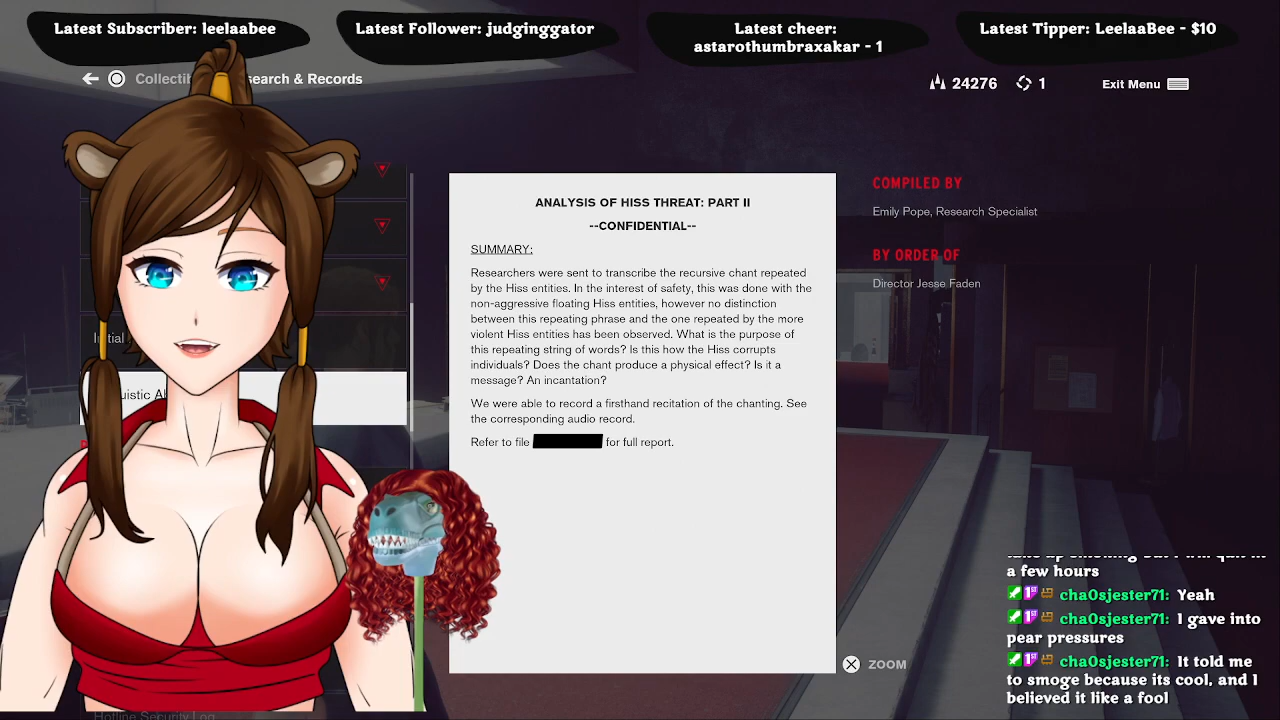 Latest Subscriber: leelaabee
Latest Follower: judginggator
Latest cheer:
astarothumbraxakar - 1
Latest Tipper: LeelaaBee - $10
Collectib search & Records
24276
1
Exit Menu
ANALYSIS OF HISS THREAT: PART II
--CONFIDENTIAL--
SUMMARY:
Researchers were sent to transcribe the recursive chant repeated
by the Hiss entities. In the interest of safety, this was done with the
non-aggressive floating Hiss entities, however no distinction
between this repeating phrase and the one repeated by the more
violent Hiss entities has been observed. What is the purpose of
this repeating string of words? Is this how the Hiss corrupts
individuals? Does the chant produce a physical effect? Is it a
message? An incantation?
We were able to record a firsthand recitation of the chanting. See
the corresponding audio record.
Refer to file for full report.
COMPILED BY
Emily Pope, Research Specialist
BY ORDER OF
Director Jesse Faden
ZOOM
Hotline Security Log
a few hours
cha0sjester71: Yeah
cha0sjester71: I gave into
pear pressures
cha0sjester71: It told me
to smoge because its cool, and I
believed it like a fool